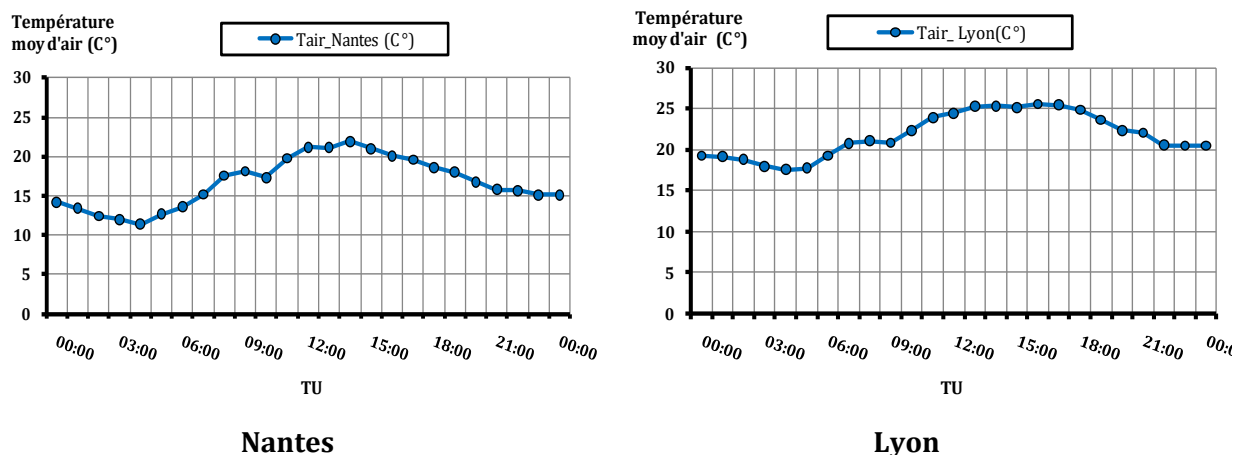 Température
moy d'air (C°)
Tair_Nantes (C°)
30
25
20
15
10
5
0
00:00 03:00 06:00 09:00 12:00 15:00 18:00 21:00 00:00
TU
Nantes
Température
moy d'air (C°)
Tair_ Lyon(C°)
30
25
20
15
10
5
0
00:00 03:00 06:00 09:00 12:00 15:00 18:00 21:00 00:
TU
Lyon